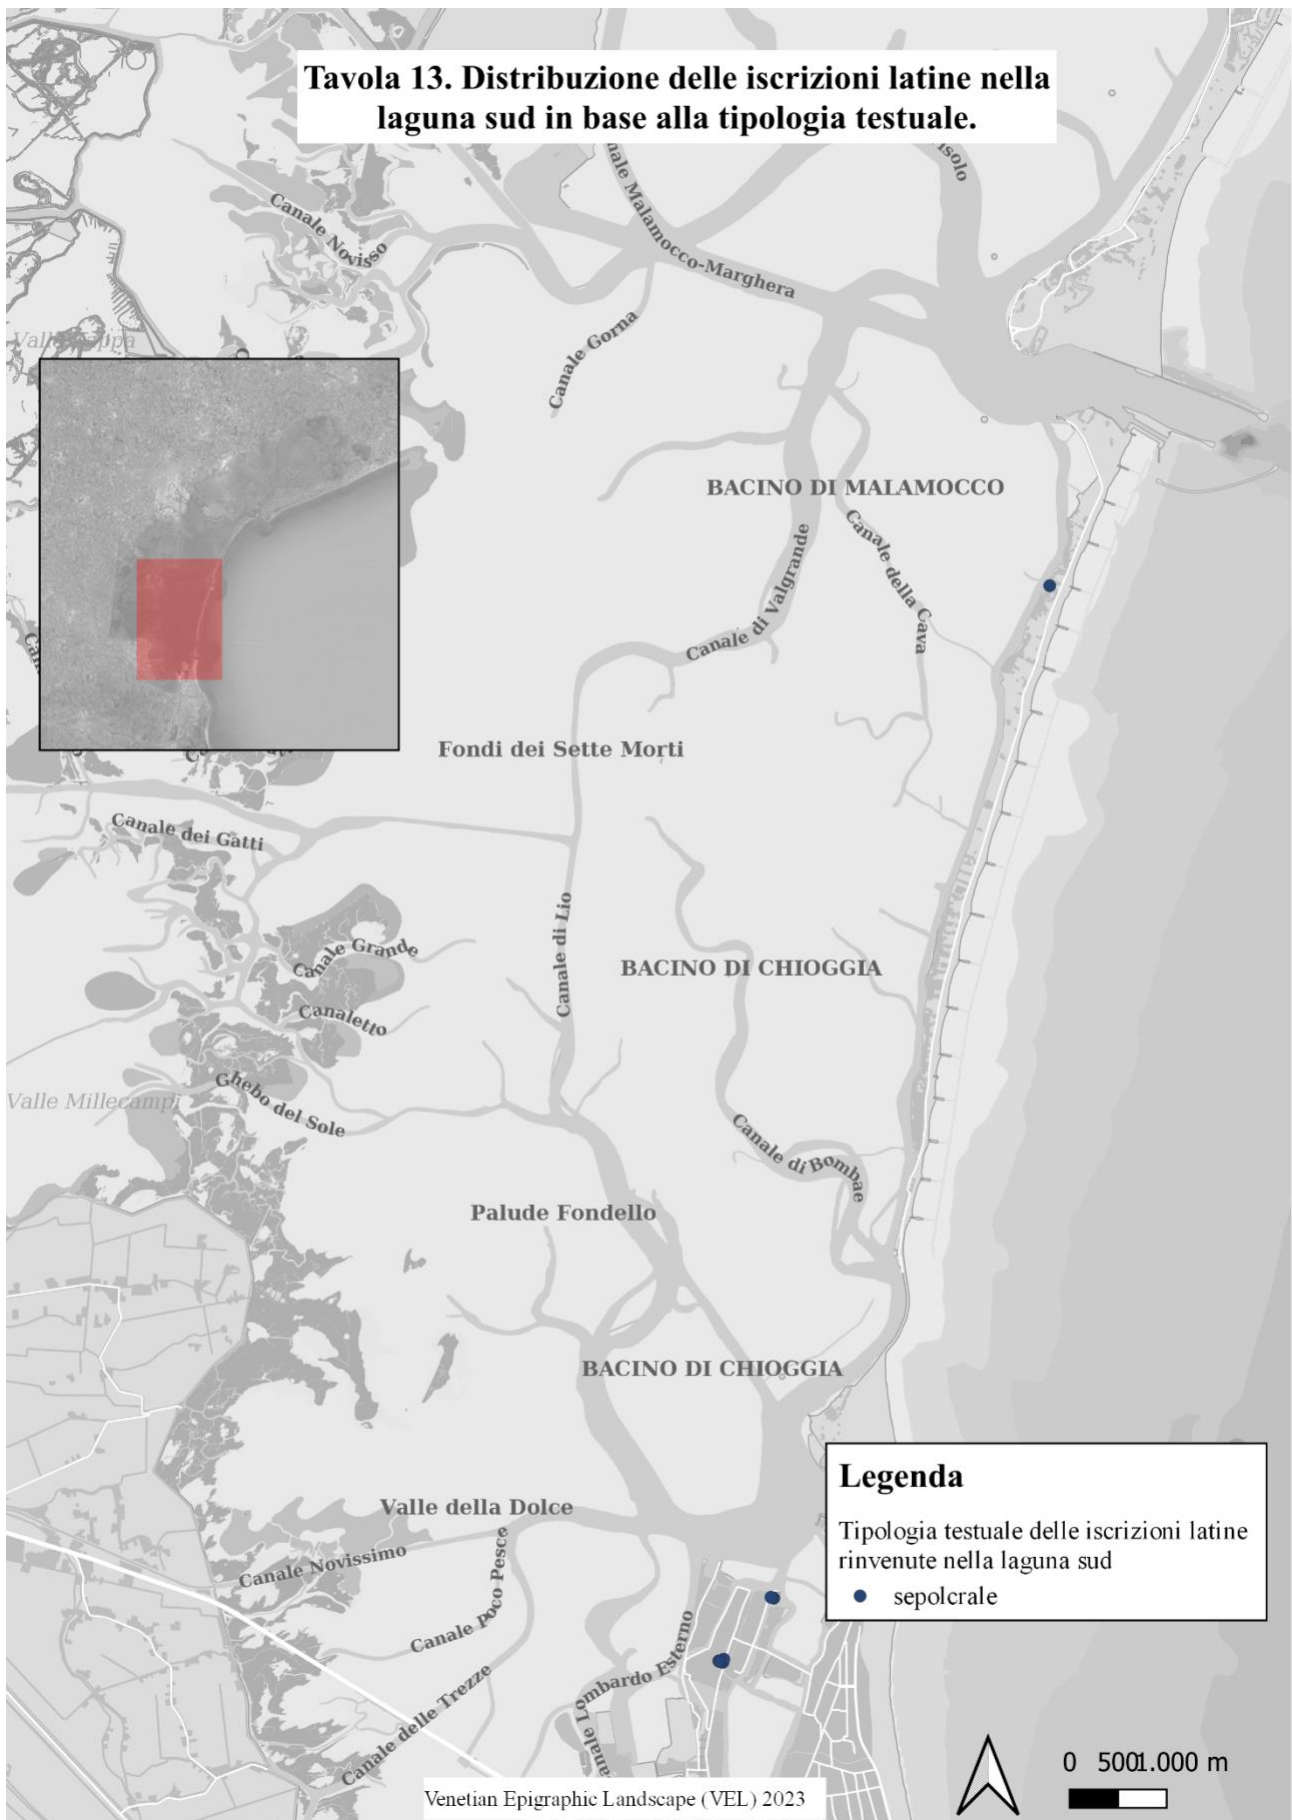 Tavola 13. Distribuzione delle iscrizioni latine nella
laguna sud in base alla tipologia testuale.
Canale Novisso
Malamocco-Marghera
Canale Gorna
BACINO DI MALAMOCCO
Canale di Valgrande
Canale della Cava
Fondi dei Sette Morti
Canale dei Gatti
Canale di Lio
Canale Grande
BACINO DI CHIOGGIA
Canaletto
Ghebo del Sole
Valle Millecampi
Canale di Bombae
Palude Fondello
BACINO DI CHIOGGIA
Legenda
Tipologia testuale delle iscrizioni latine
rinvenute nella laguna sud
sepolcrale
Valle della Dolce
Canale Novissimo
Canale Poco Pesce
Lombardo Esterno
Canale delle Trezze
0 500 1.000 m
Venetian Epigraphic Landscape (VEL) 2023